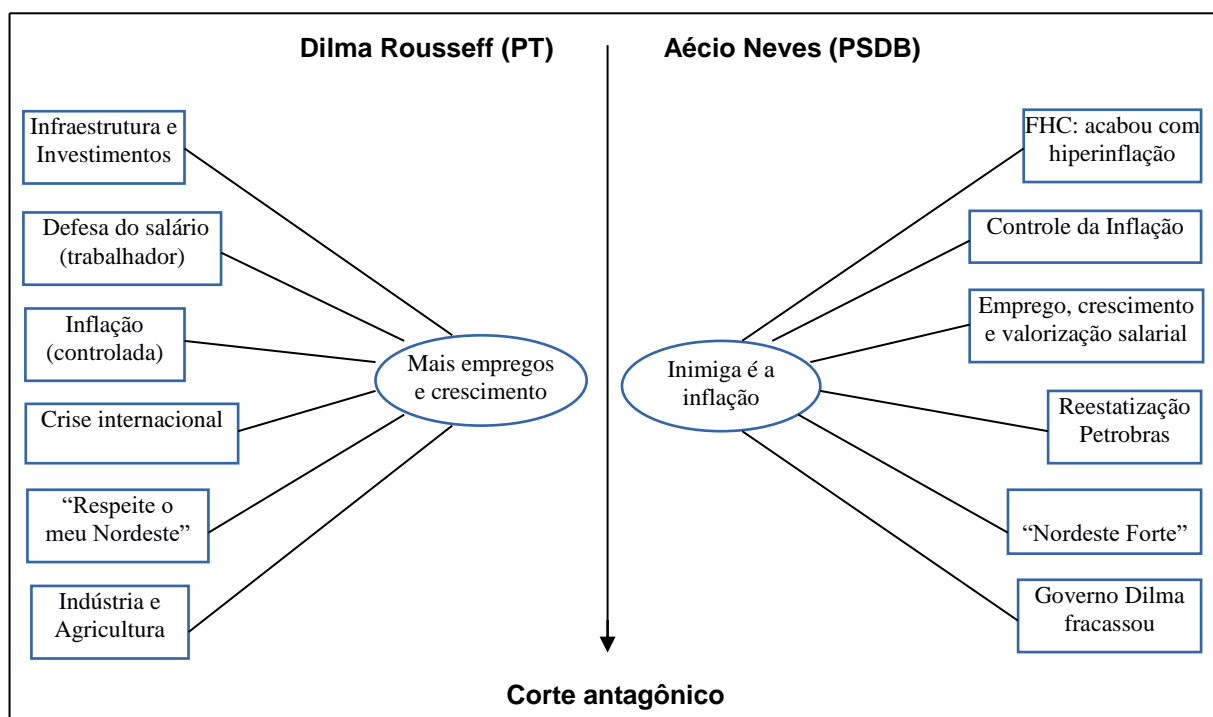 Dilma Rousseff (PT)
Aécio Neves (PSDB)
Infraestrutura e
Investimentos
Defesa do salário
(trabalhador)
Inflação
(controlada)
Crise internacional
“Respeite o
meu Nordeste”
Indústria e
Agricultura
Mais empregos
e crescimento
Inimiga é a
inflação
FHC: acabou com
hiperinflação
Controle da Inflação
Emprego, crescimento
e valorização salarial
Reestatização
Petrobras
“Nordeste Forte”
Governo Dilma
fracassou
Corte antagônico